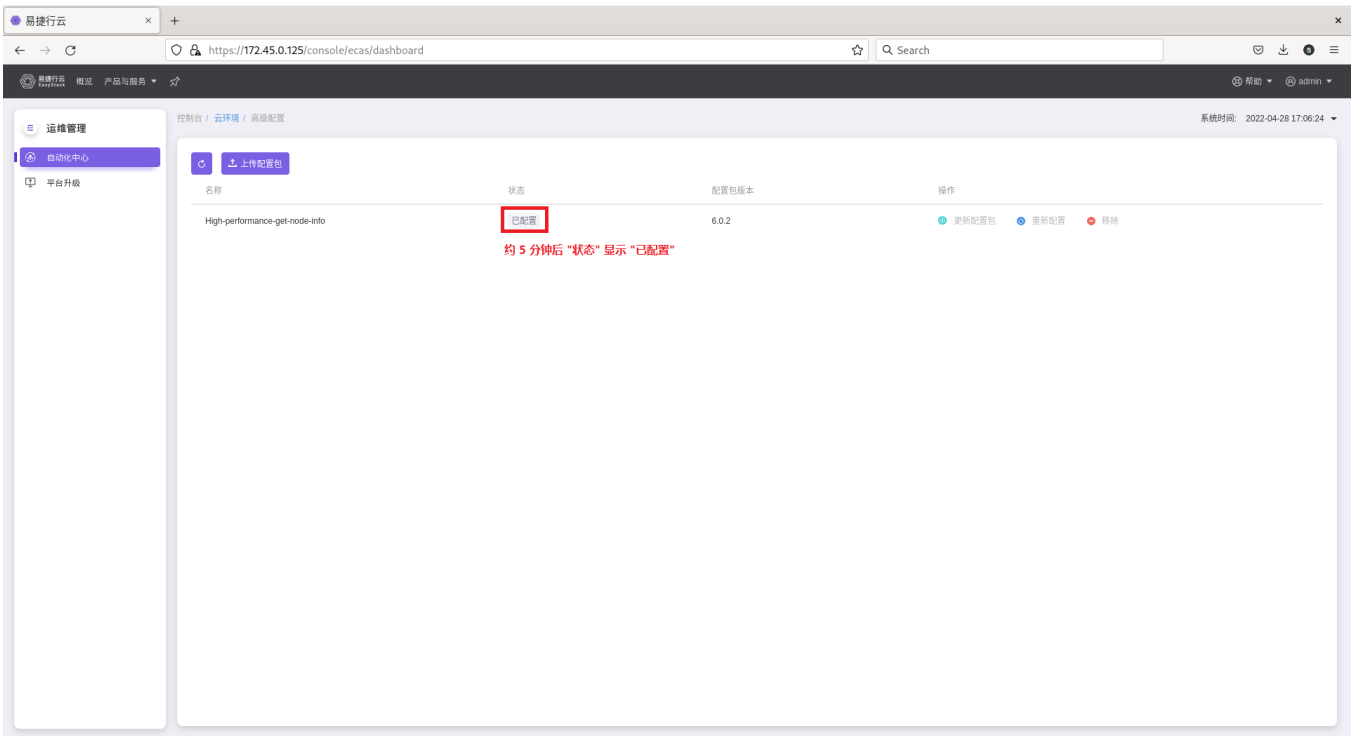 易捷行云
https://172.45.0.125/console/ecas/dashboard
Search
易捷行云 EasyStack 概览 产品与服务
帮助 admin
运维管理
自动化中心
平台升级
控制台 / 云环境 / 高级配置
系统时间: 2022-04-28 17:06:24
上传配置包
名称 状态 配置包版本 操作
High-performance-get-node-info 已配置 6.0.2 更新配置包 重新配置 移除
约 5 分钟后 "状态" 显示 "已配置"